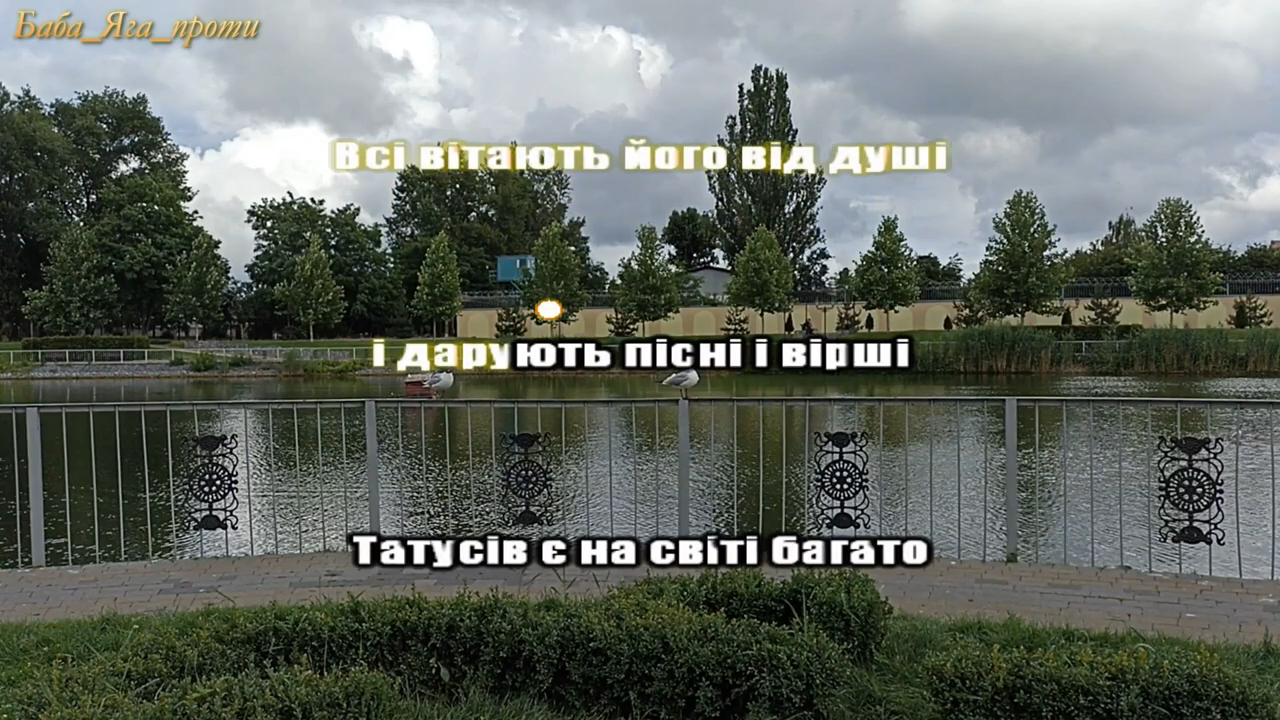 Баба_Яга_проти
Всі вітають його від душі
і дарують пісні і вірші
Татусів є на світі багато